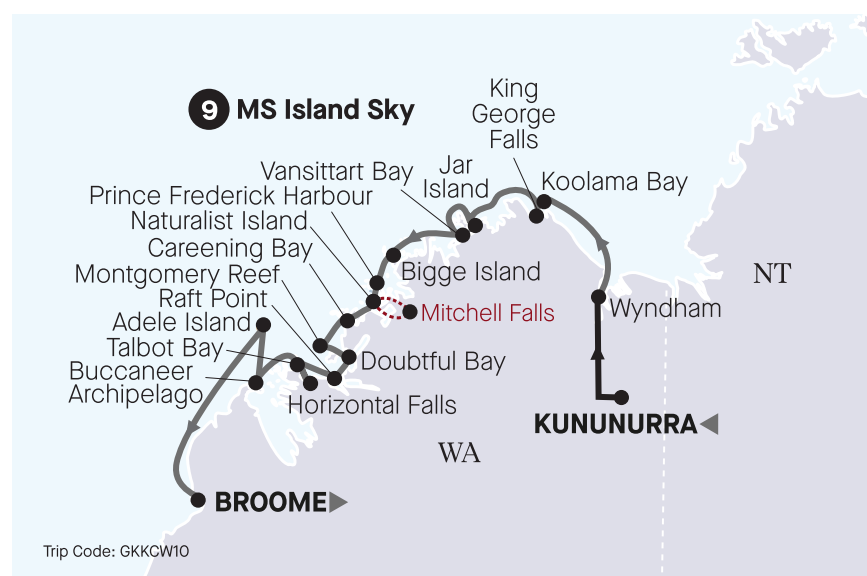 9 MS Island Sky
King
George
Falls
Vansittart Bay
Jar
Island
Koolama Bay
Prince Frederick Harbour
Naturalist Island
Careening Bay
Bigge Island
Montgomery Reef
NT
Raft Point
Mitchell Falls
Wyndham
Adele Island
Talbot Bay
Doubtful Bay
Buccaneer
Archipelago
Horizontal Falls
KUNUNURRA
WA
BROOME
Trip Code: GKKCW10